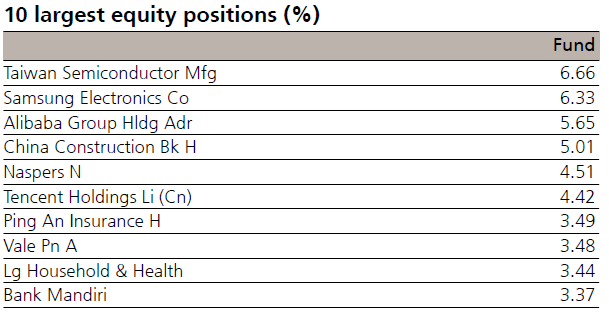 10 largest equity positions (%)
Fund
Taiwan Semiconductor Mfg 6.66
Samsung Electronics Co 6.33
Alibaba Group Hldg Adr 5.65
China Construction Bk H 5.01
Naspers N 4.51
Tencent Holdings Li (Cn) 4.42
Ping An Insurance H 3.49
Vale Pn A 3.48
Lg Household & Health 3.44
Bank Mandiri 3.37